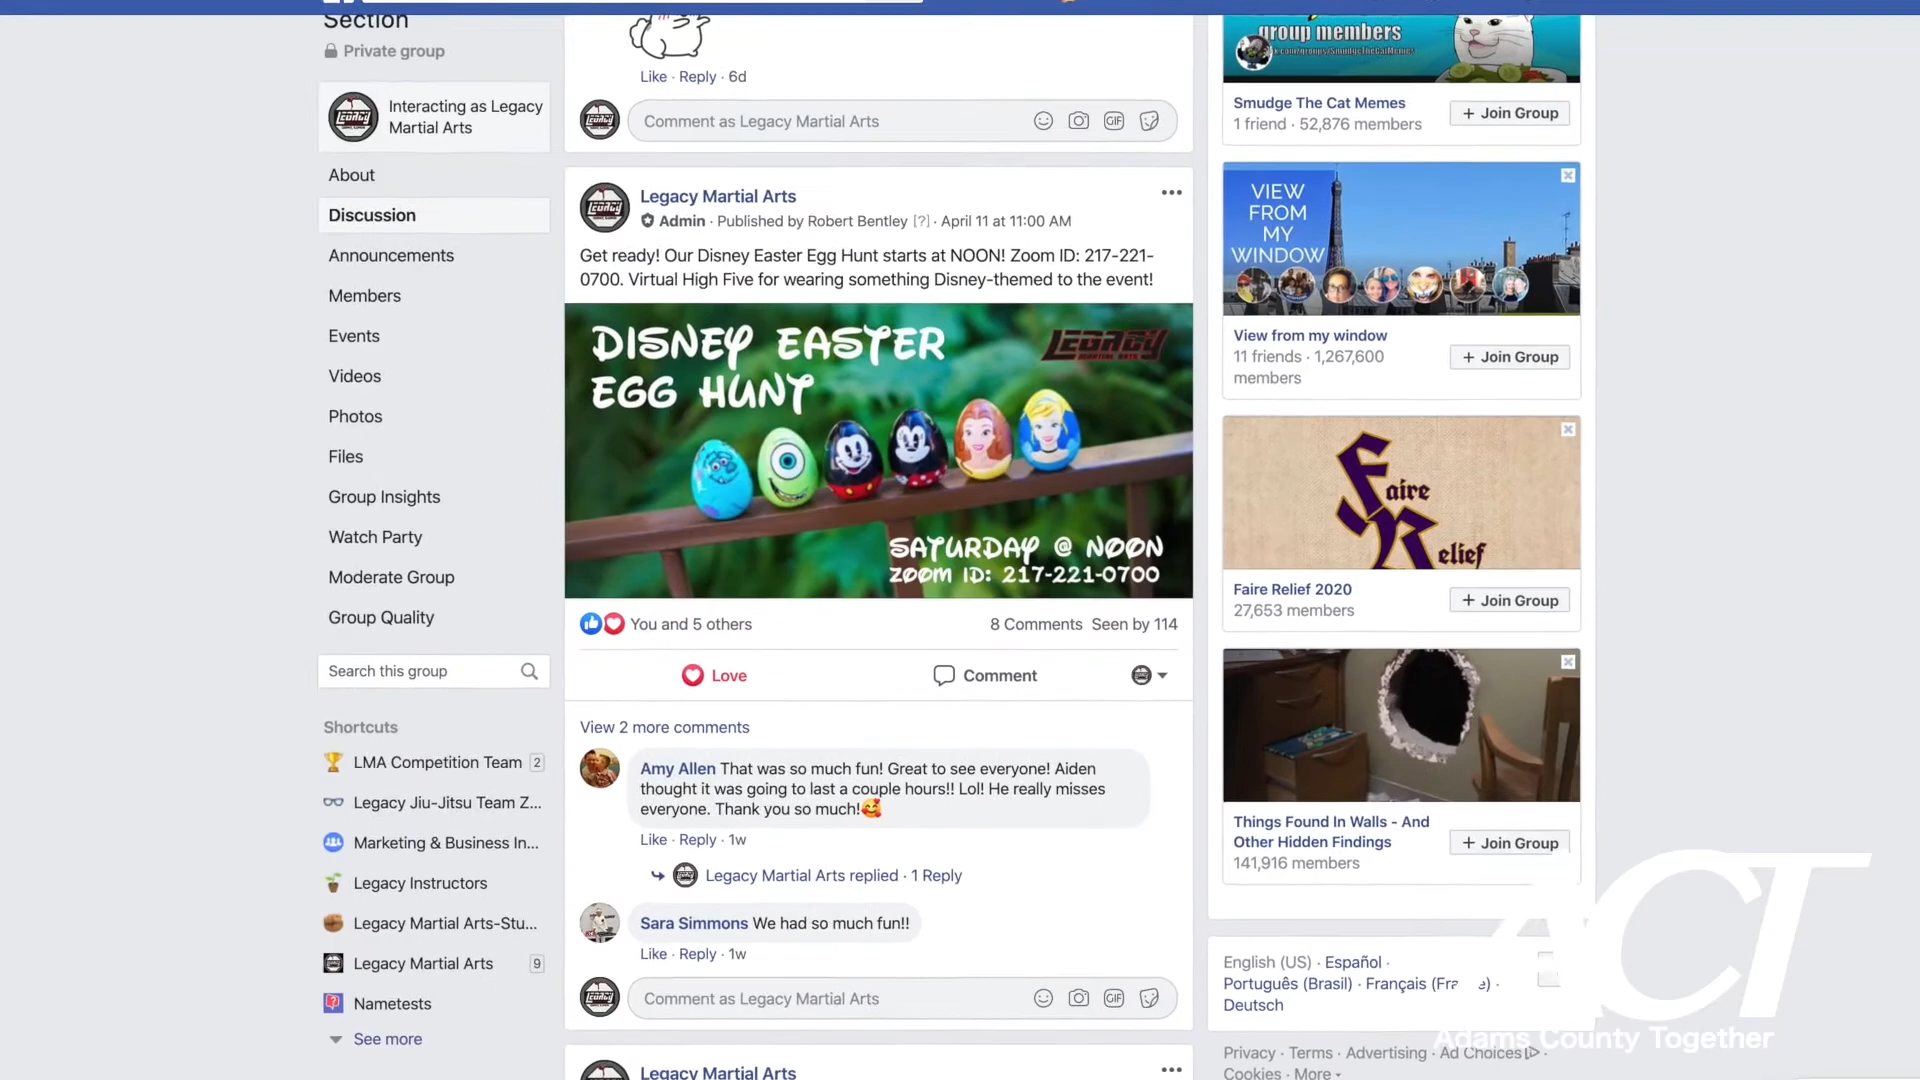 Section
Private group
Interacting as Legacy
Martial Arts
About
Discussion
Announcements
Members
Events
Videos
Photos
Files
Group Insights
Watch Party
Moderate Group
Group Quality
Search this group
Shortcuts
LMA Competition Team 2
Legacy Jiu-Jitsu Team Z...
Marketing & Business In...
Legacy Instructors
Legacy Martial Arts-Stu...
Legacy Martial Arts 9
Nametests
See more
Like · Reply · 6d
Comment as Legacy Martial Arts
GIF
Legacy Martial Arts
Admin · Published by Robert Bentley [?] · April 11 at 11:00 AM
Get ready! Our Disney Easter Egg Hunt starts at NOON! Zoom ID: 217-221-
0700. Virtual High Five for wearing something Disney-themed to the event!
DISNEY EASTER
EGG HUNT
LEGACY
MARTIAL ARTS
SATURDAY @ NOON
ZOOM ID: 217-221-0700
You and 5 others
8 Comments Seen by 114
Love
Comment
View 2 more comments
Amy Allen That was so much fun! Great to see everyone! Aiden
thought it was going to last a couple hours!! Lol! He really misses
everyone. Thank you so much!🥰
Like · Reply · 1w
Legacy Martial Arts replied · 1 Reply
Sara Simmons We had so much fun!!
Like · Reply · 1w
Comment as Legacy Martial Arts
GIF
Legacy Martial Arts
group members
Smudge The Cat Memes
1 friend · 52,876 members
+ Join Group
VIEW
FROM
MY
WINDOW
View from my window
11 friends · 1,267,600
members
+ Join Group
Faire
Relief
Faire Relief 2020
27,653 members
+ Join Group
Things Found In Walls - And
Other Hidden Findings
141,916 members
+ Join Group
English (US) · Español ·
Português (Brasil) · Français (Fra e) ·
Deutsch
Privacy · Terms · Advertising · Ad Choices ·
Cookies · More
ACT
Adams County Together